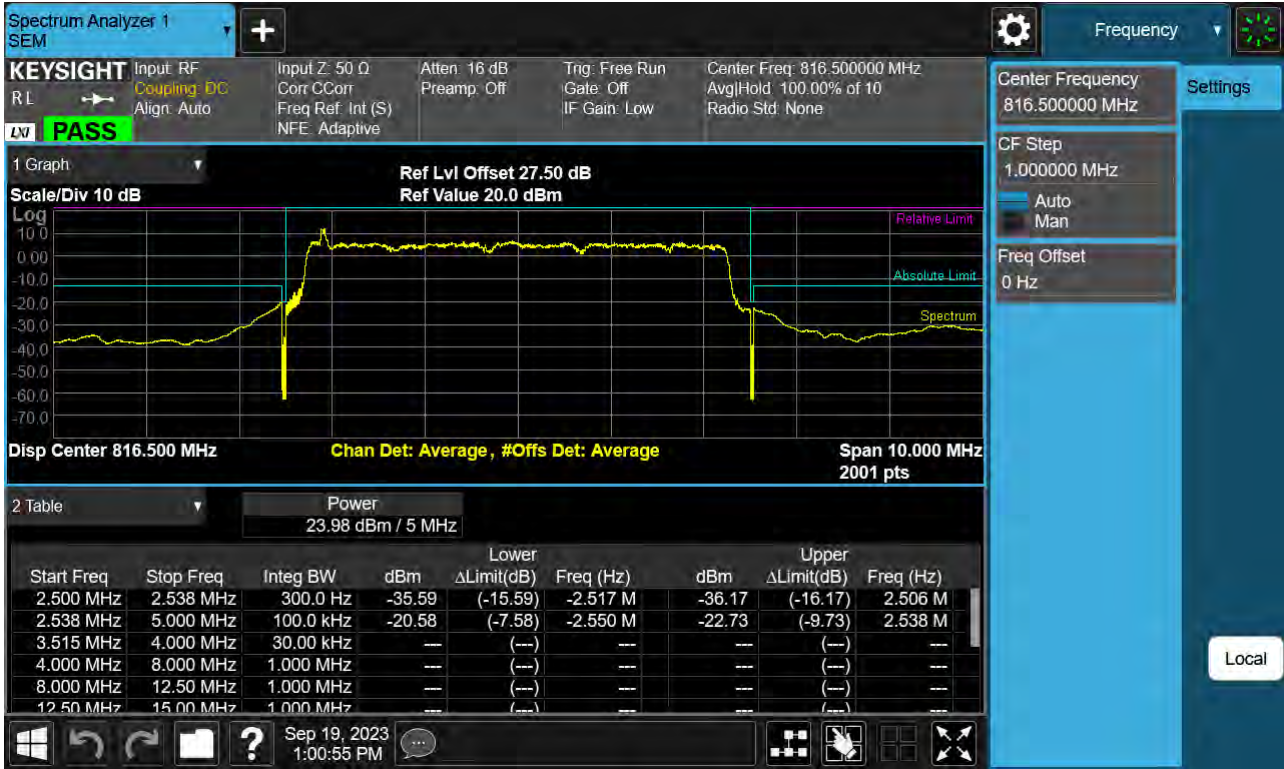 Spectrum Analyzer 1
SEM
+
Frequency
KEYSIGHT
RL
LXI
PASS
Input: RF
Coupling: DC
Align: Auto
Input Z: 50 Ω
Corr CCorr
Freq Ref: Int (S)
NFE: Adaptive
Atten: 16 dB
Preamp: Off
Trig: Free Run
Gate: Off
IF Gain: Low
Center Freq: 816.500000 MHz
Avg|Hold: 100.00% of 10
Radio Std: None
Center Frequency
816.500000 MHz
Settings
CF Step
1.000000 MHz
Auto
Man
Freq Offset
0 Hz
Local
1 Graph
Scale/Div 10 dB
Ref Lvl Offset 27.50 dB
Ref Value 20.0 dBm
Log
10.0
0.00
-10.0
-20.0
-30.0
-40.0
-50.0
-60.0
-70.0
Relative Limit
Absolute Limit
Spectrum
Disp Center 816.500 MHz
Chan Det: Average, #Offs Det: Average
Span 10.000 MHz
2001 pts
2 Table
Power
23.98 dBm / 5 MHz
Lower Upper
Start Freq Stop Freq Integ BW dBm ΔLimit(dB) Freq (Hz) dBm ΔLimit(dB) Freq (Hz)
2.500 MHz 2.538 MHz 300.0 Hz -35.59 (-15.59) -2.517 M -36.17 (-16.17) 2.506 M
2.538 MHz 5.000 MHz 100.0 kHz -20.58 (-7.58) -2.550 M -22.73 (-9.73) 2.538 M
3.515 MHz 4.000 MHz 30.00 kHz --- (---) --- --- (---) ---
4.000 MHz 8.000 MHz 1.000 MHz --- (---) --- --- (---) ---
8.000 MHz 12.50 MHz 1.000 MHz --- (---) --- --- (---) ---
12.50 MHz 15.00 MHz 1.000 MHz --- (---) --- --- (---) ---
?
Sep 19, 2023
1:00:55 PM